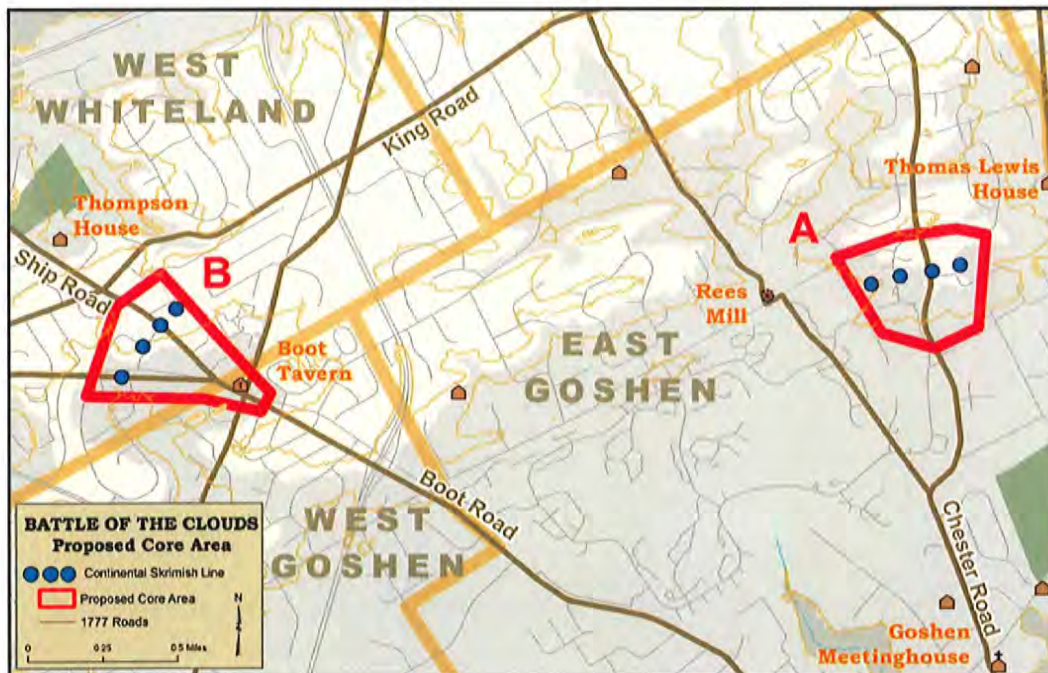 WEST
WHITELAND
King Road
Thompson
House
Ship Road
B
Boot
Tavern
Thomas Lewis
House
A
Rees
Mill
EAST
GOSHEN
Boot Road
WEST
GOSHEN
Chester Road
Goshen
Meetinghouse
BATTLE OF THE CLOUDS
Proposed Core Area
Continental Skrimish Line
Proposed Core Area
1777 Roads
N
0 0.25 0.5 Miles